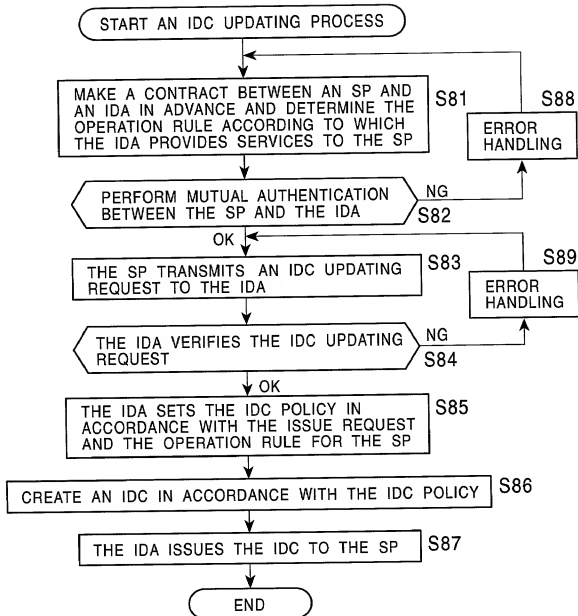 START AN IDC UPDATING PROCESS
MAKE A CONTRACT BETWEEN AN SP AND
AN IDA IN ADVANCE AND DETERMINE THE
OPERATION RULE ACCORDING TO WHICH
THE IDA PROVIDES SERVICES TO THE SP
S81
S88
ERROR
HANDLING
PERFORM MUTUAL AUTHENTICATION
BETWEEN THE SP AND THE IDA
NG
S82
OK
THE SP TRANSMITS AN IDC UPDATING
REQUEST TO THE IDA
S83
S89
ERROR
HANDLING
THE IDA VERIFIES THE IDC UPDATING
REQUEST
NG
S84
OK
THE IDA SETS THE IDC POLICY IN
ACCORDANCE WITH THE ISSUE REQUEST
AND THE OPERATION RULE FOR THE SP
S85
CREATE AN IDC IN ACCORDANCE WITH THE IDC POLICY
S86
THE IDA ISSUES THE IDC TO THE SP
S87
END